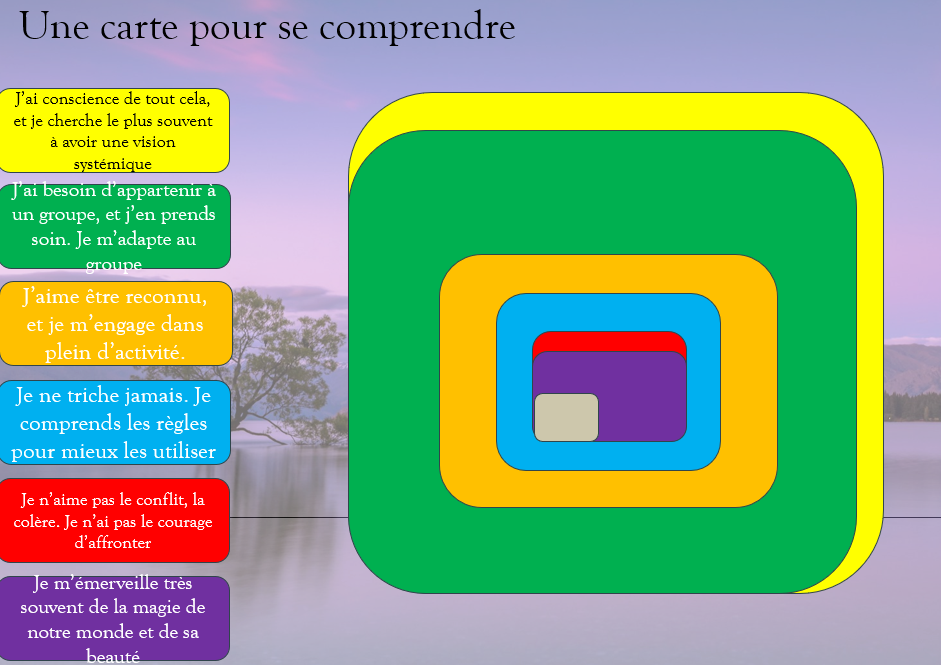 Une carte pour se comprendre
J'ai conscience de tout cela,
et je cherche le plus souvent
à avoir une vision
systémique
J'ai besoin d'appartenir à
un groupe, et j'en prends
soin. Je m'adapte au
groupe
J'aime être reconnu,
et je m'engage dans
plein d'activité.
Je ne triche jamais. Je
comprends les règles
pour mieux les utiliser
Je n'aime pas le conflit, la
colère. Je n'ai pas le courage
d'affronter
Je m'émerveille très
souvent de la magie de
notre monde et de sa
beauté